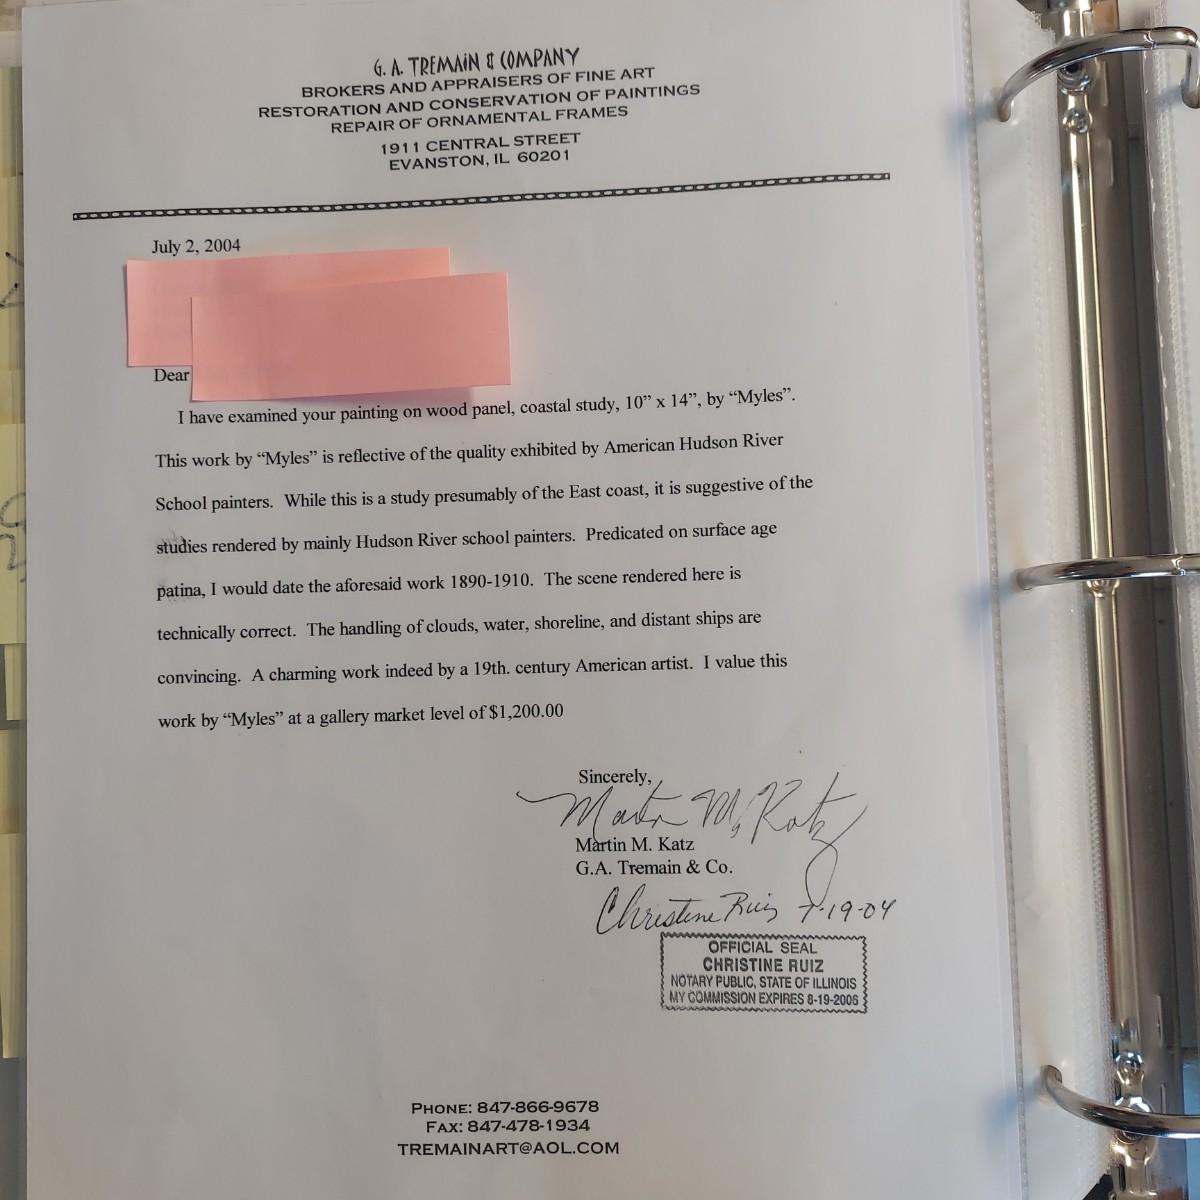 G. A. TREMAIN & COMPANY
BROKERS AND APPRAISERS OF FINE ART
RESTORATION AND CONSERVATION OF PAINTINGS
REPAIR OF ORNAMENTAL FRAMES
1911 CENTRAL STREET
EVANSTON, IL 60201
July 2, 2004
Dear
I have examined your painting on wood panel, coastal study, 10” x 14”, by “Myles”.
This work by “Myles” is reflective of the quality exhibited by American Hudson River
School painters.  While this is a study presumably of the East coast, it is suggestive of the
studies rendered by mainly Hudson River school painters.  Predicated on surface age
patina, I would date the aforesaid work 1890-1910.  The scene rendered here is
technically correct.  The handling of clouds, water, shoreline, and distant ships are
convincing.  A charming work indeed by a 19th. century American artist.  I value this
work by “Myles” at a gallery market level of $1,200.00
Sincerely,
Martin M. Katz
Martin M. Katz
G.A. Tremain & Co.
Christine Ruiz 7-19-04
OFFICIAL SEAL
CHRISTINE RUIZ
NOTARY PUBLIC, STATE OF ILLINOIS
MY COMMISSION EXPIRES 8-19-2006
PHONE: 847-866-9678
FAX: 847-478-1934
TREMAINART@AOL.COM